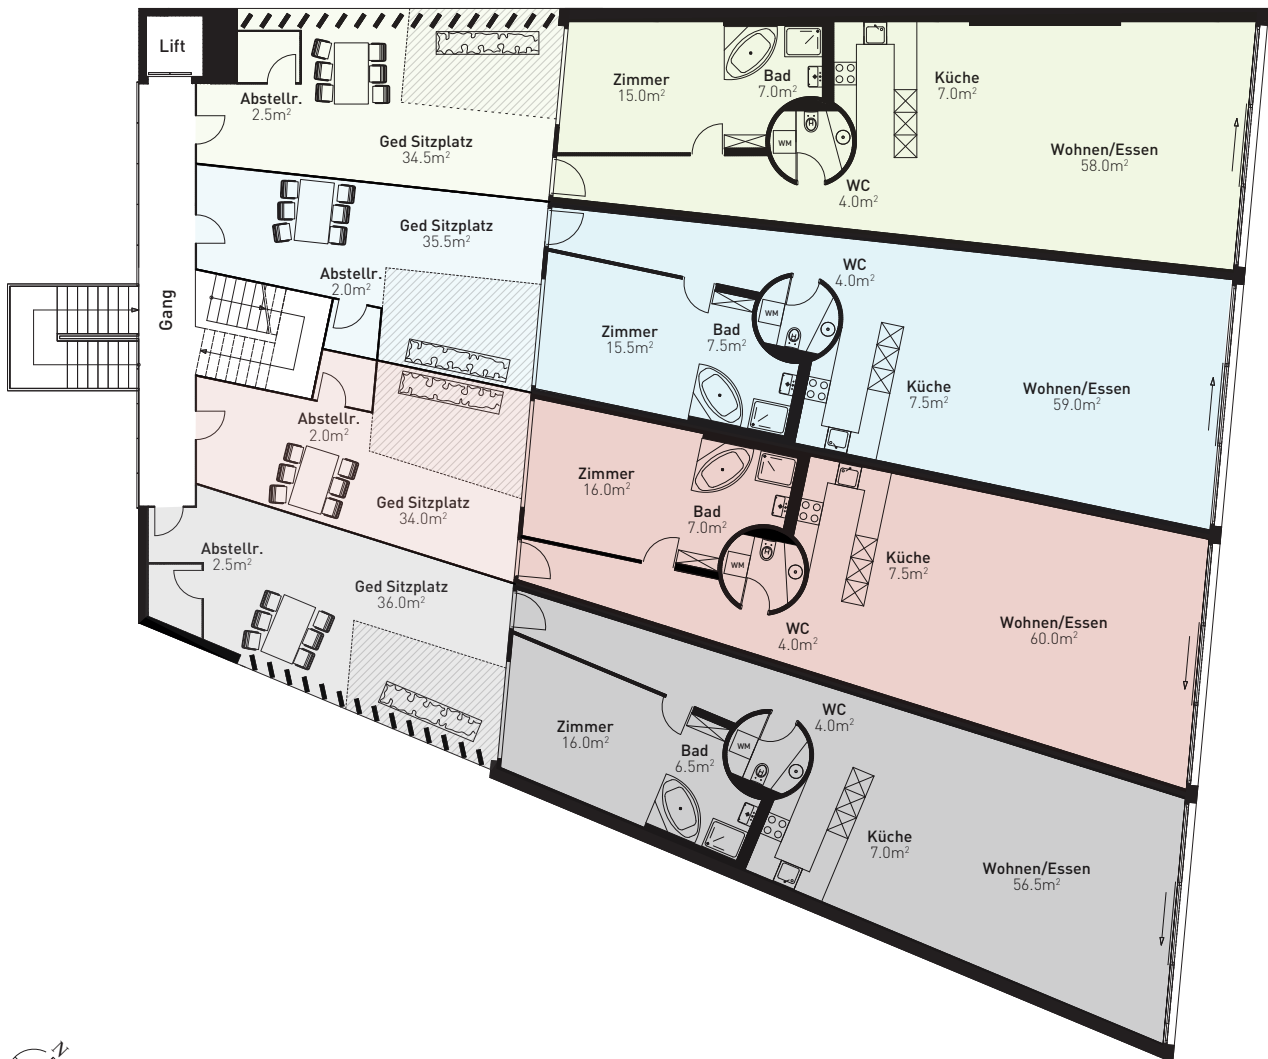 Lift
Gang
Abstellr.
2.5m²
Ged Sitzplatz
34.5m²
Zimmer
15.0m²
Bad
7.0m²
WM
H
WC
4.0m²
Küche
7.0m²
Wohnen/Essen
58.0m²
Ged Sitzplatz
35.5m²
Abstellr.
2.0m²
Zimmer
15.5m²
Bad
7.5m²
WC
4.0m²
WM
H
Küche
7.5m²
Wohnen/Essen
59.0m²
Abstellr.
2.0m²
Ged Sitzplatz
34.0m²
Zimmer
16.0m²
Bad
7.0m²
WM
H
WC
4.0m²
Küche
7.5m²
Wohnen/Essen
60.0m²
Abstellr.
2.5m²
Ged Sitzplatz
36.0m²
Zimmer
16.0m²
Bad
6.5m²
WC
4.0m²
WM
H
Küche
7.0m²
Wohnen/Essen
56.5m²
N